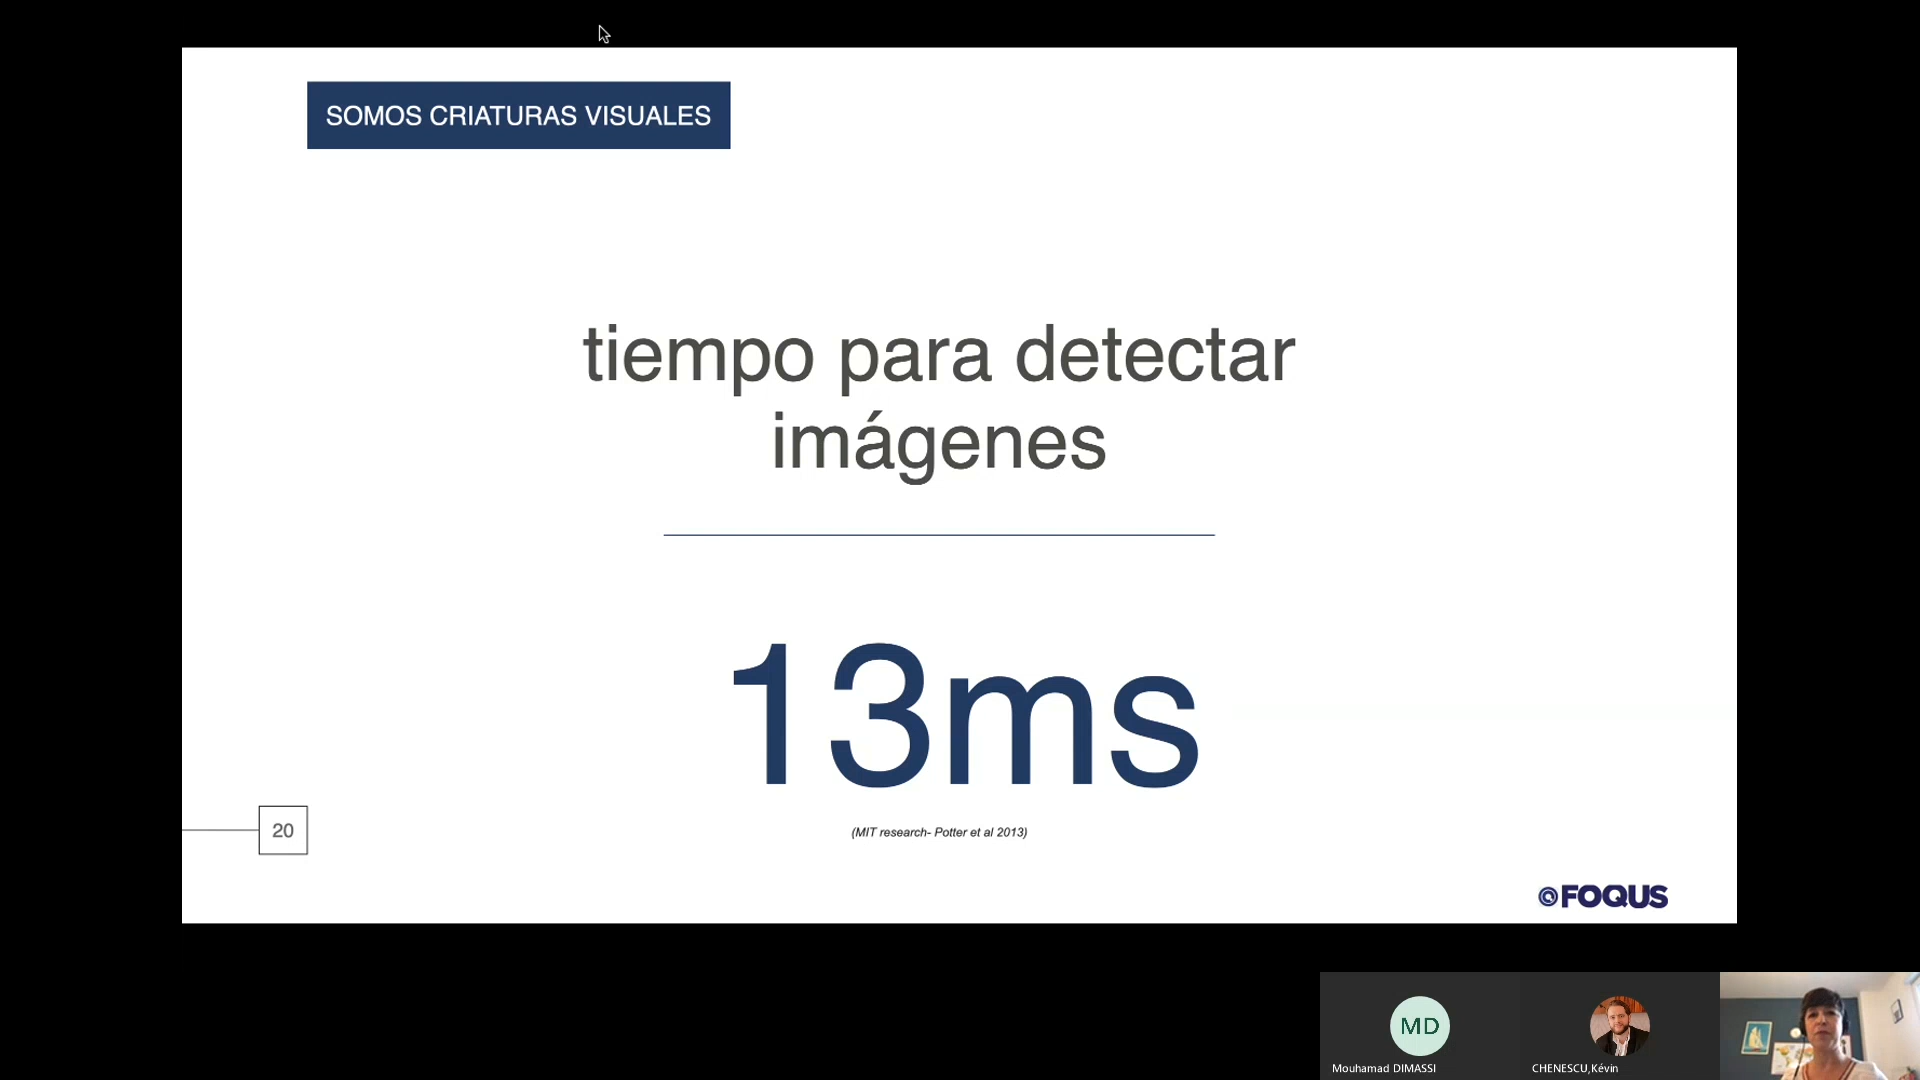 SOMOS CRIATURAS VISUALES
tiempo para detectar
imágenes
13ms
20
(MIT research- Potter et al 2013)
FOQUS
MD
Mouhamad DIMASSI
CHENESCU,Kévin